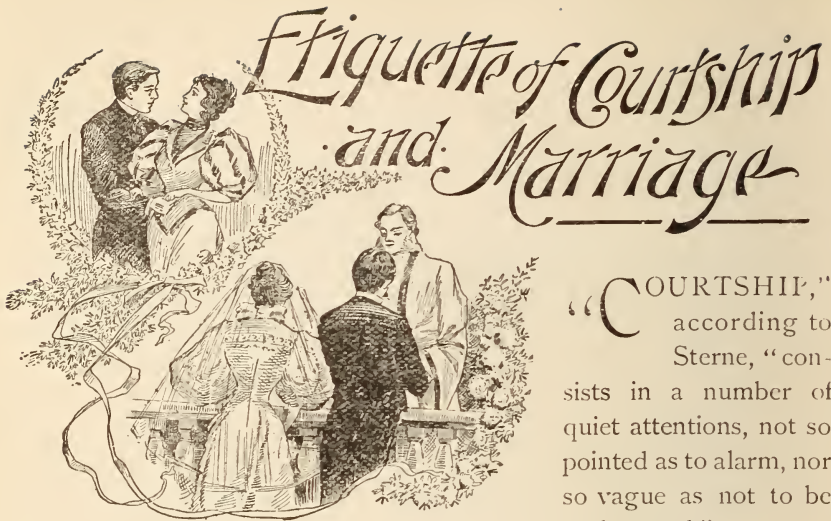 Etiquette of Courtship
and Marriage
"COURTSHIP,"
according to
Sterne, "con-
sists in a number of
quiet attentions, not so
pointed as to alarm, nor
so vague as not to be